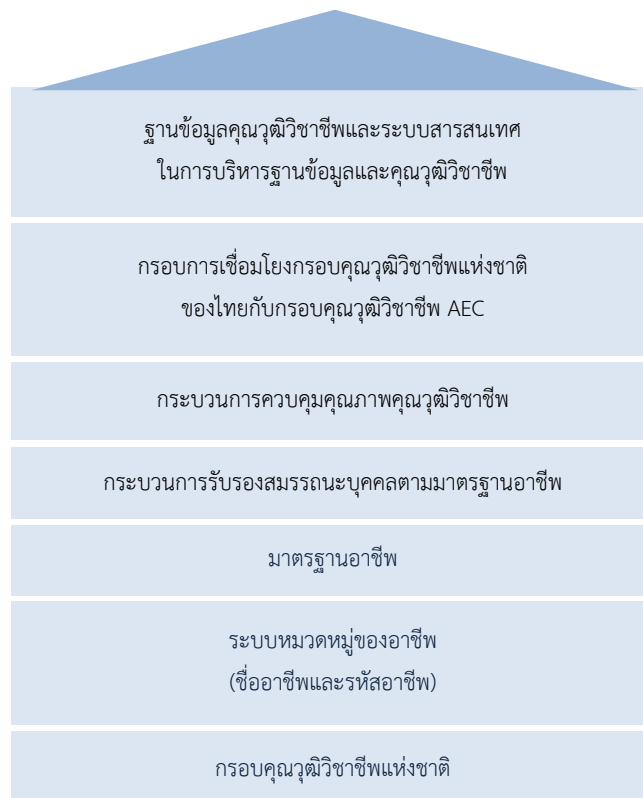 ฐานข้อมูลคุณวุฒิวิชาชีพและระบบสารสนเทศ
ในการบริหารฐานข้อมูลและคุณวุฒิวิชาชีพ
กรอบการเชื่อมโยงกรอบคุณวุฒิวิชาชีพแห่งชาติ
ของไทยกับกรอบคุณวุฒิวิชาชีพ AEC
กระบวนการควบคุมคุณภาพคุณวุฒิวิชาชีพ
กระบวนการรับรองสมรรถนะบุคคลตามมาตรฐานอาชีพ
มาตรฐานอาชีพ
ระบบหมวดหมู่ของอาชีพ
(ชื่ออาชีพและรหัสอาชีพ)
กรอบคุณวุฒิวิชาชีพแห่งชาติ